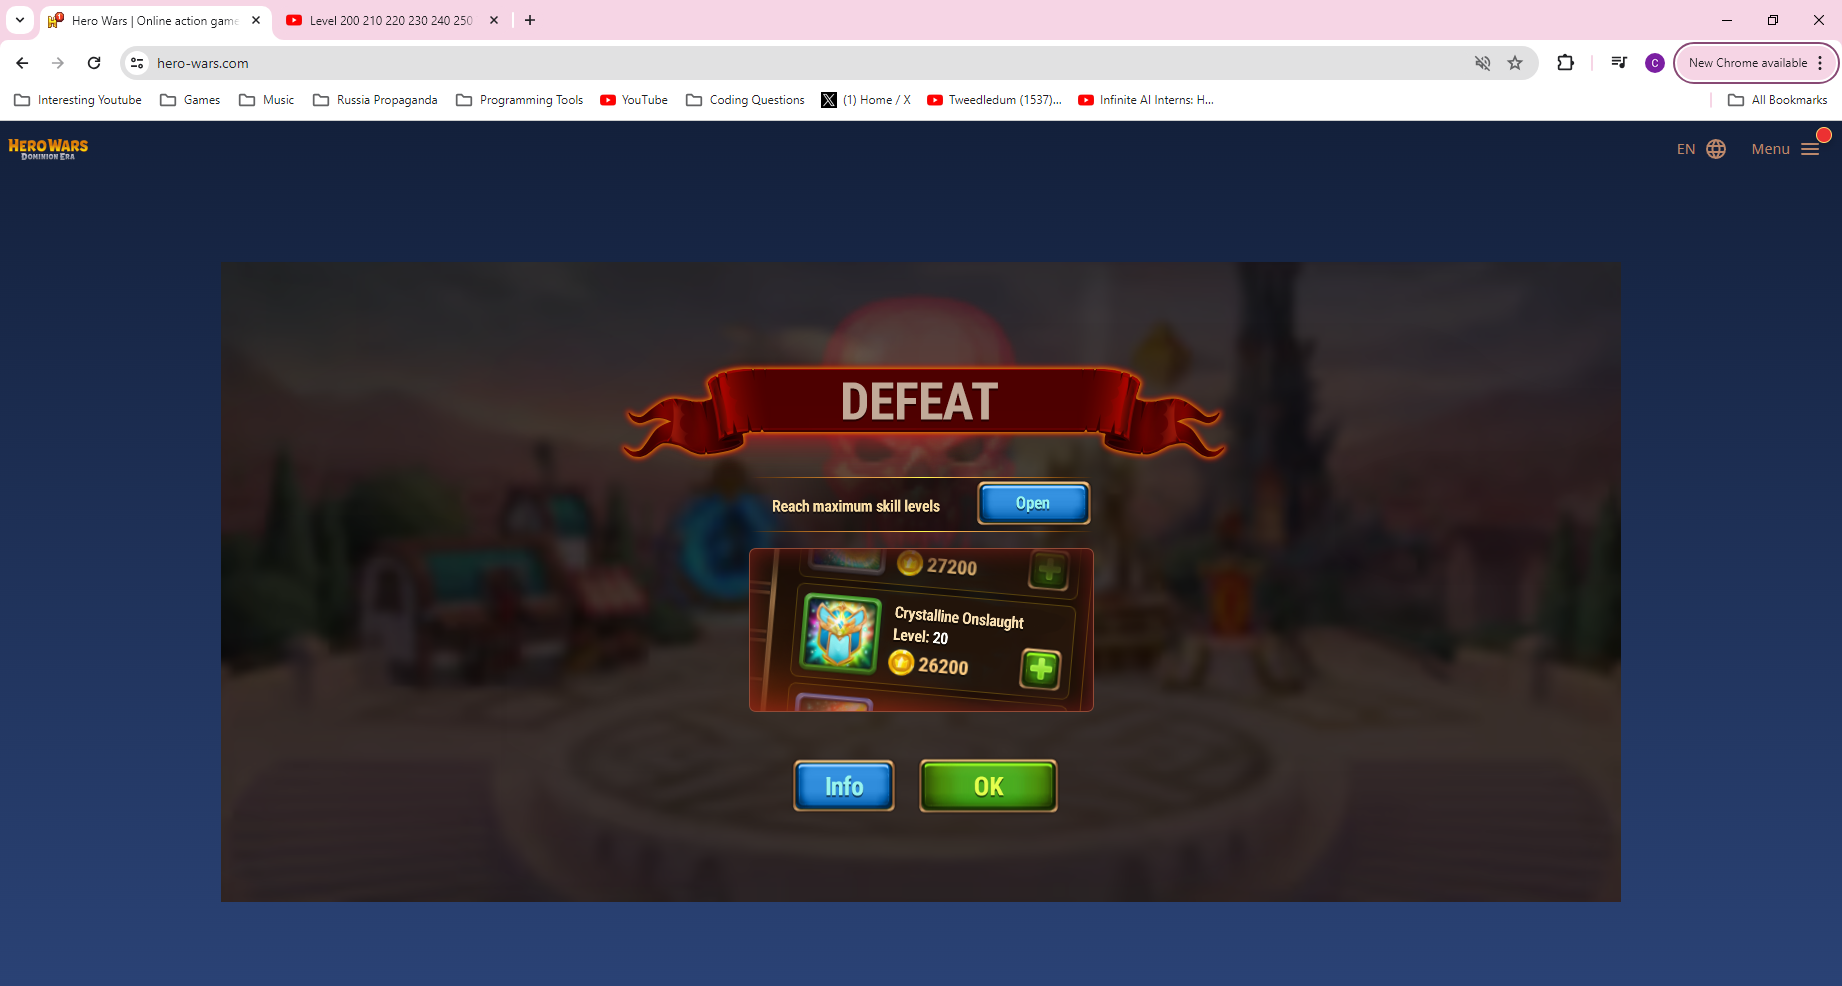 Hero Wars | Online action game
Level 200 210 220 230 240 250
hero-wars.com
C
New Chrome available
Interesting Youtube
Games
Music
Russia Propaganda
Programming Tools
YouTube
Coding Questions
(1) Home / X
Tweedledum (1537)...
Infinite AI Interns: H...
All Bookmarks
HERO WARS
DOMINION ERA
EN
Menu
DEFEAT
Reach maximum skill levels
Open
27200
Crystalline Onslaught
Level: 20
26200
Info
OK